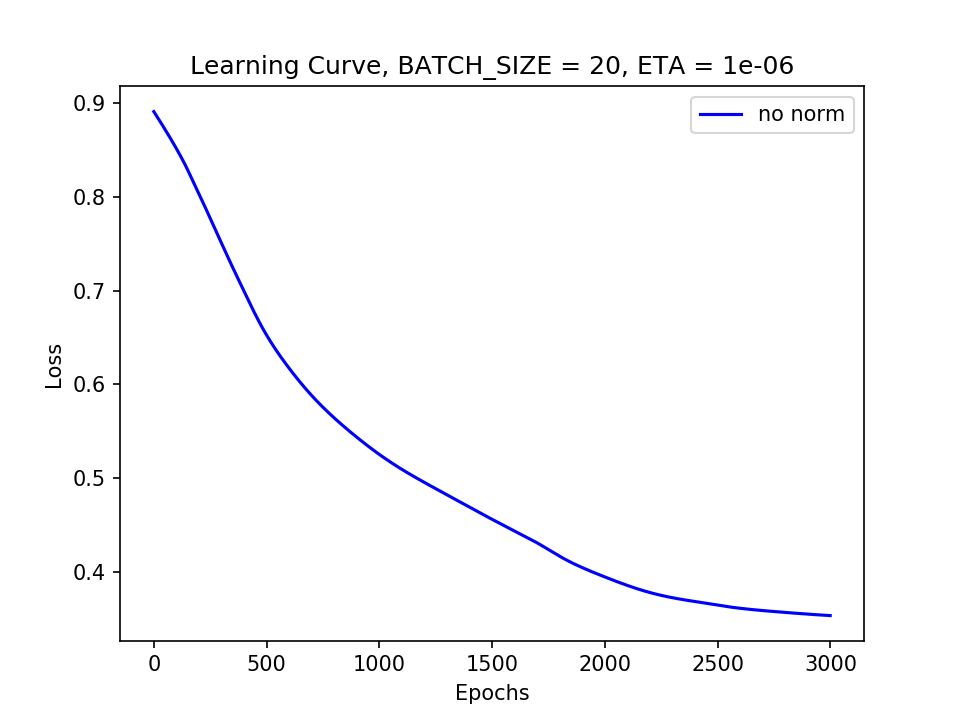 Learning Curve, BATCH_SIZE = 20, ETA = 1e-06
no norm
0.9
0.8
0.7
0.6
0.5
0.4
Loss
0 500 1000 1500 2000 2500 3000
Epochs